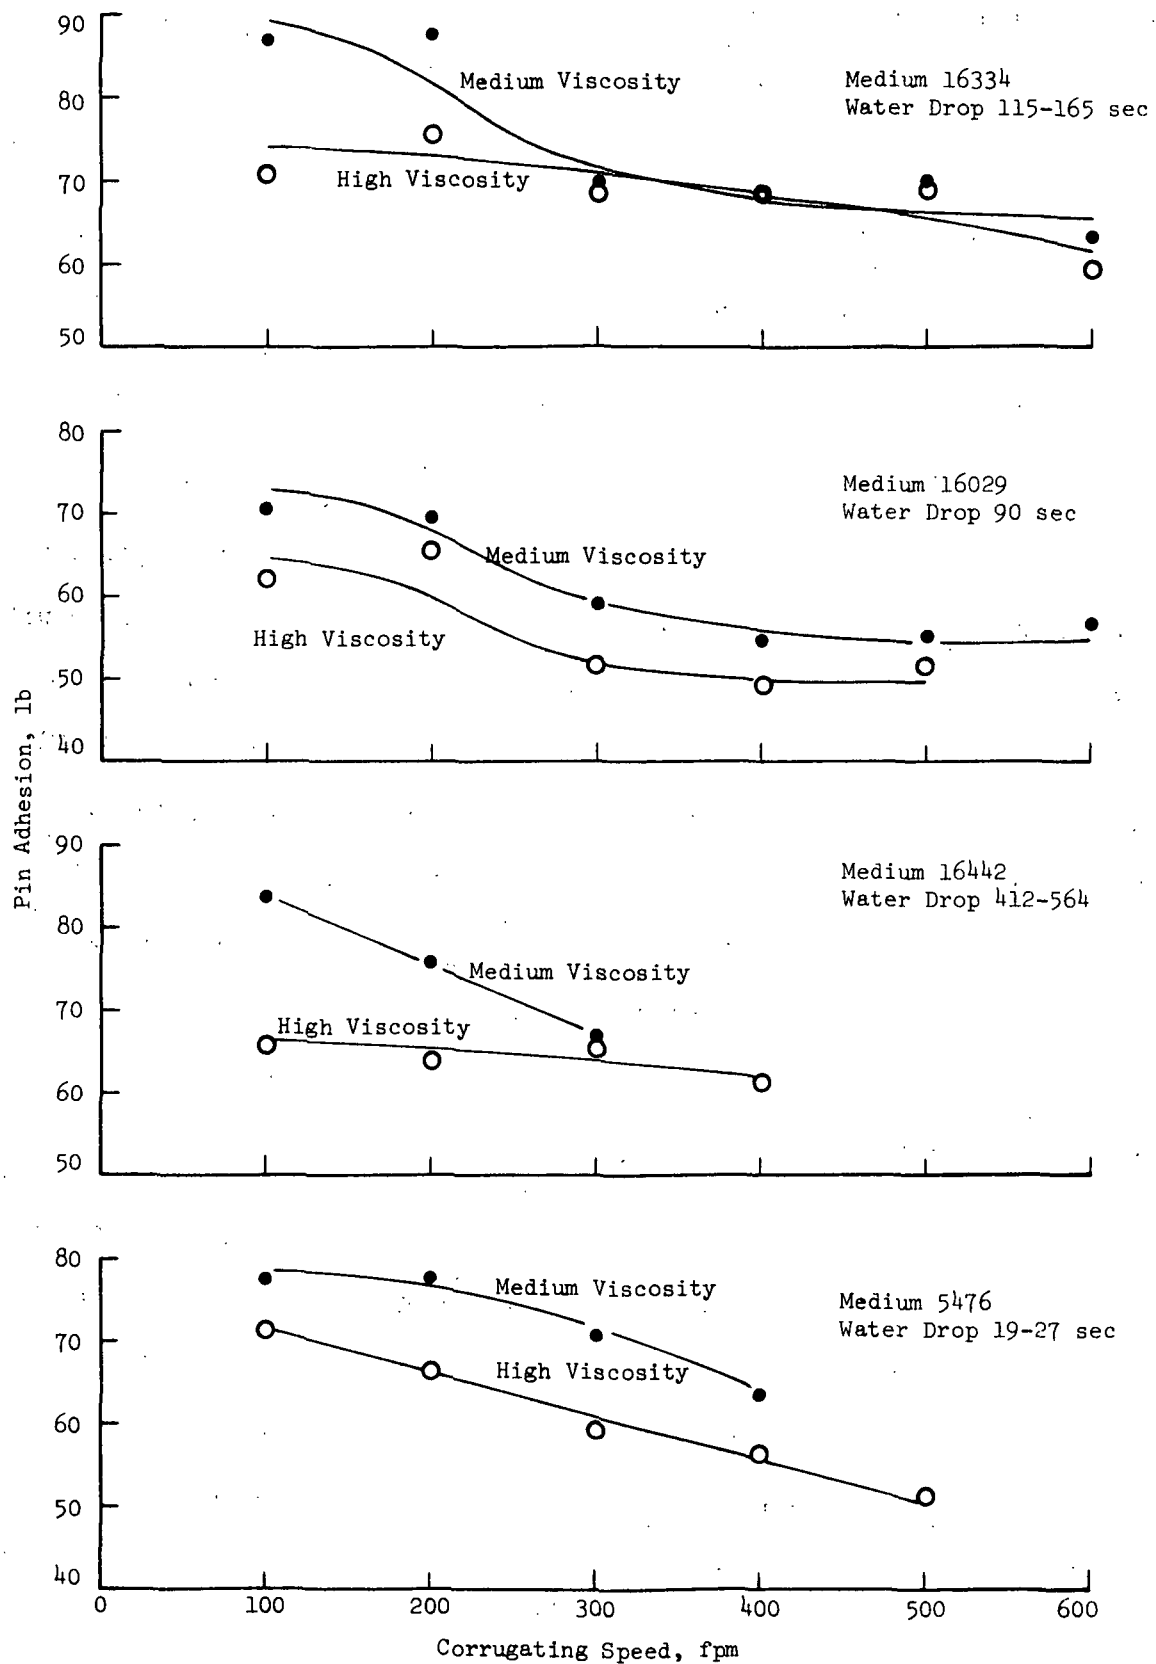 90
80
70
60
50
Medium Viscosity
High Viscosity
Medium 16334
Water Drop 115-165 sec
80
70
60
50
40
Medium Viscosity
High Viscosity
Medium 16029
Water Drop 90 sec
Pin Adhesion, lb
90
80
70
60
50
Medium Viscosity
High Viscosity
Medium 16442
Water Drop 412-564
80
70
60
50
40
Medium Viscosity
High Viscosity
Medium 5476
Water Drop 19-27 sec
0 100 200 300 400 500 600
Corrugating Speed, fpm